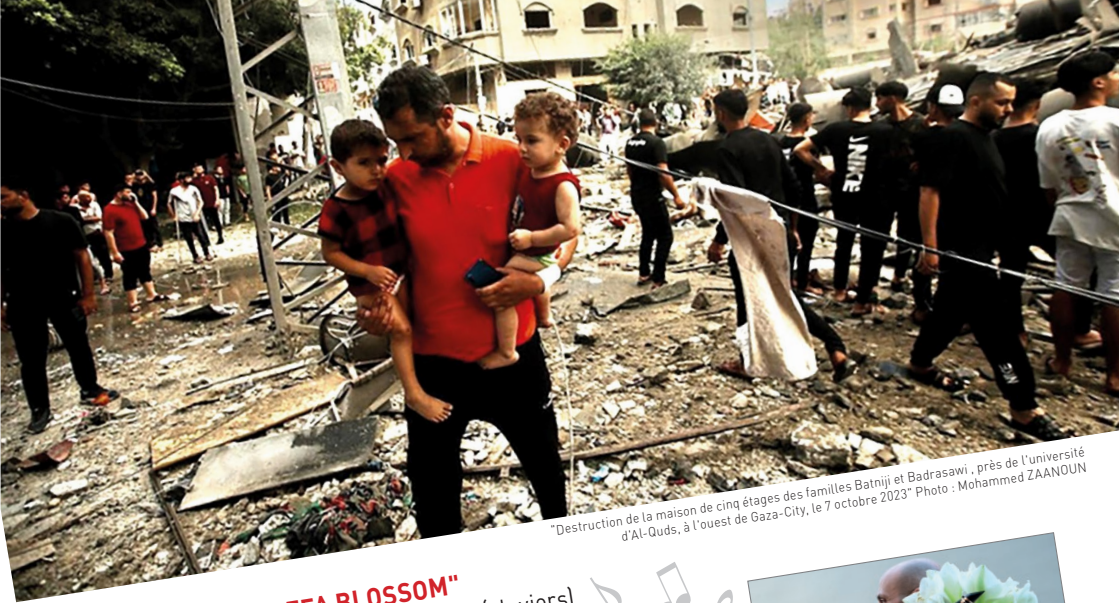 NIKE
"Destruction de la maison de cinq étages des familles Batniji et Badrasawi , près de l'université
d'Al-Quds, à l'ouest de Gaza-City, le 7 octobre 2023" Photo : Mohammed ZAANOUN
BLOSSOM"